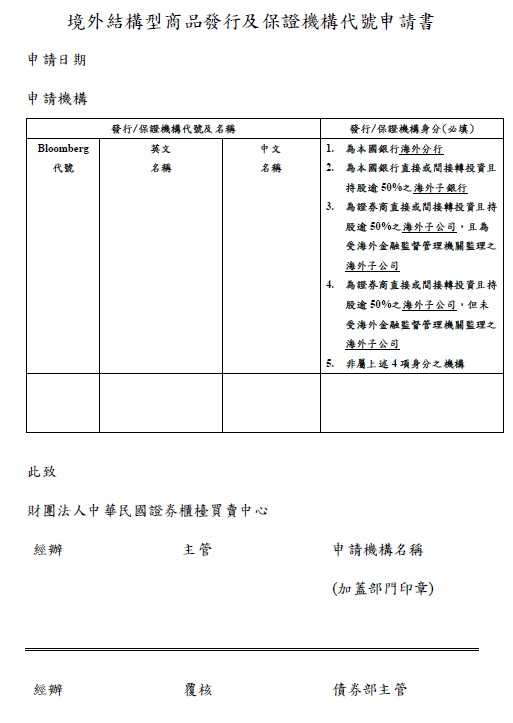 境外結構型商品發行及保證機構代號申請書
申請日期
申請機構
發行/保證機構代號及名稱 發行/保證機構身分(必填)
Bloomberg 英文 中文
代號 名稱 名稱
1. 為本國銀行海外分行
2. 為本國銀行直接或間接轉投資且
持股逾 50%之海外子銀行
3. 為證券商直接或間接轉投資且持
股逾 50%之海外子公司，且為
受海外金融監督管理機關監理之
海外子公司
4. 為證券商直接或間接轉投資且持
股逾 50%之海外子公司，但未
受海外金融監督管理機關監理之
海外子公司
5. 非屬上述 4 項身分之機構
此致
財團法人中華民國證券櫃檯買賣中心
經辦 主管 申請機構名稱
(加蓋部門印章)
經辦 覆核 債券部主管